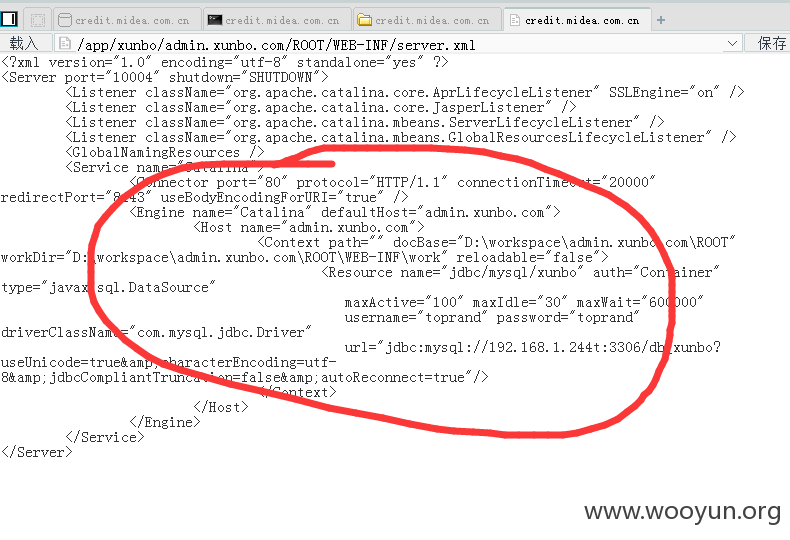 credit.midea.com.cn credit.midea.com.cn credit.midea.com.cn credit.midea.com.cn +
载入 /app/xunbo/admin.xunbo.com/ROOT/WEB-INF/server.xml 保存
<?xml version="1.0" encoding="utf-8" standalone="yes" ?>
<Server port="10004" shutdown="SHUTDOWN">
<Listener className="org.apache.catalina.core.AprLifecycleListener" SSLEngine="on" />
<Listener className="org.apache.catalina.core.JasperListener" />
<Listener className="org.apache.catalina.mbeans.ServerLifecycleListener" />
<Listener className="org.apache.catalina.mbeans.GlobalResourcesLifecycleListener" />
<GlobalNamingResources />
<Service name="Catalina">
<Connector port="80" protocol="HTTP/1.1" connectionTimeout="20000"
redirectPort="8443" useBodyEncodingForURI="true" />
<Engine name="Catalina" defaultHost="admin.xunbo.com">
<Host name="admin.xunbo.com">
<Context path="" docBase="D:\workspace\admin.xunbo.com\ROOT"
workDir="D:\workspace\admin.xunbo.com\ROOT\WEB-INF\work" reloadable="false">
<Resource name="jdbc/mysql/xunbo" auth="Container"
type="javax.sql.DataSource"
maxActive="100" maxIdle="30" maxWait="600000"
username="toprand" password="toprand"
driverClassName="com.mysql.jdbc.Driver"
url="jdbc:mysql://192.168.1.244t:3306/db_xunbo?
useUnicode=true&amp;characterEncoding=utf-
8&amp;jdbcCompliantTruncation=false&amp;autoReconnect=true"/>
</Context>
</Host>
</Engine>
</Service>
</Server>
www.wooyun.org